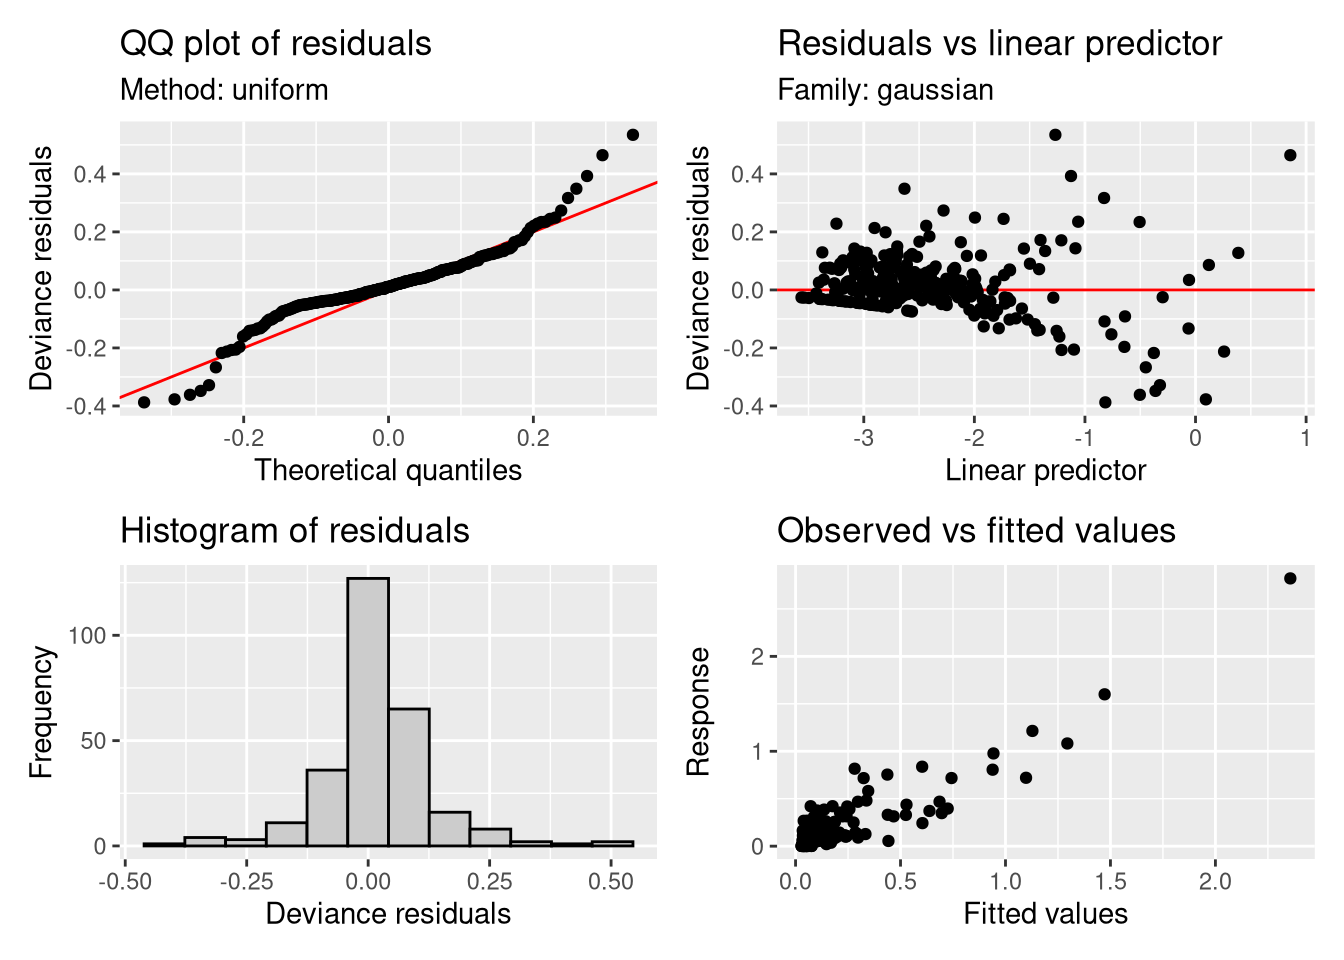 QQ plot of residuals
Method: uniform
Deviance residuals
0.4
0.2
0.0
-0.2
-0.4
-0.2
0.0
0.2
Theoretical quantiles
Residuals vs linear predictor
Family: gaussian
Deviance residuals
0.4
0.2
0.0
-0.2
-0.4
-3
-2
-1
0
1
Linear predictor
Histogram of residuals
Frequency
100
50
0
-0.50
-0.25
0.00
0.25
0.50
Deviance residuals
Observed vs fitted values
Response
2
1
0
0.0
0.5
1.0
1.5
2.0
Fitted values